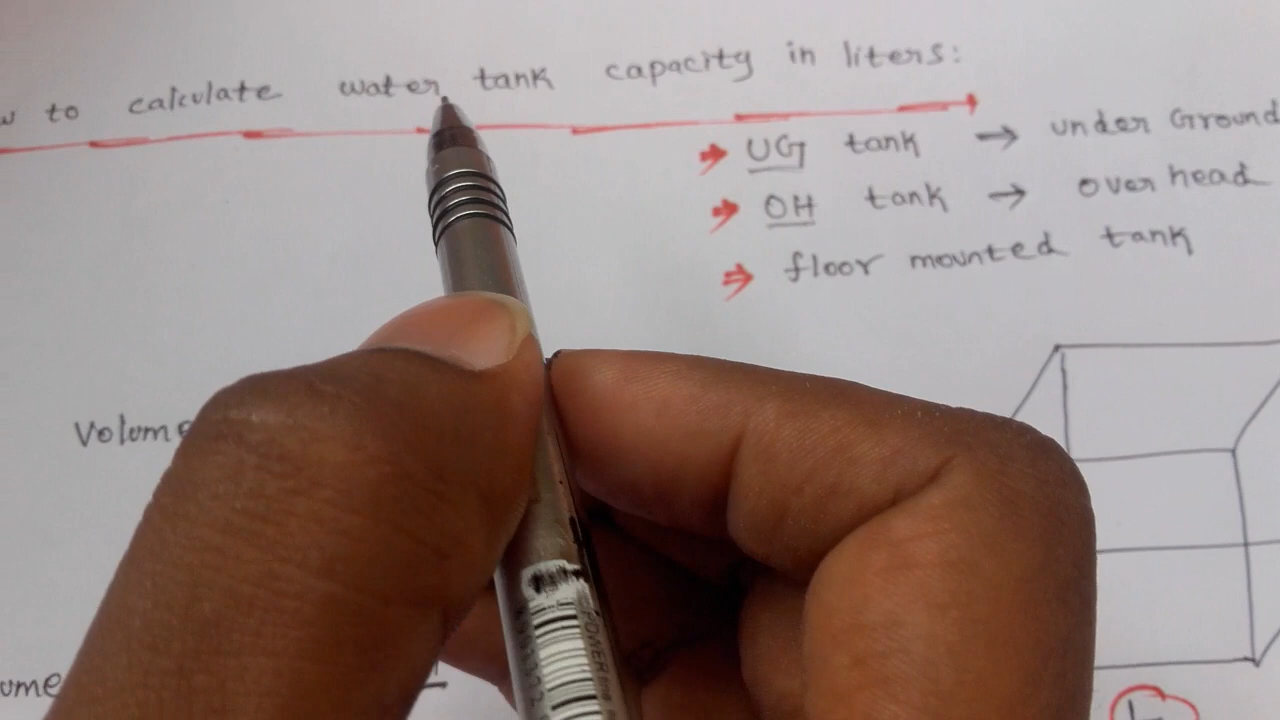 w to calculate water tank capacity in liters:
UG tank → under Ground
OH tank → over head
floor mounted tank
Volume
ume